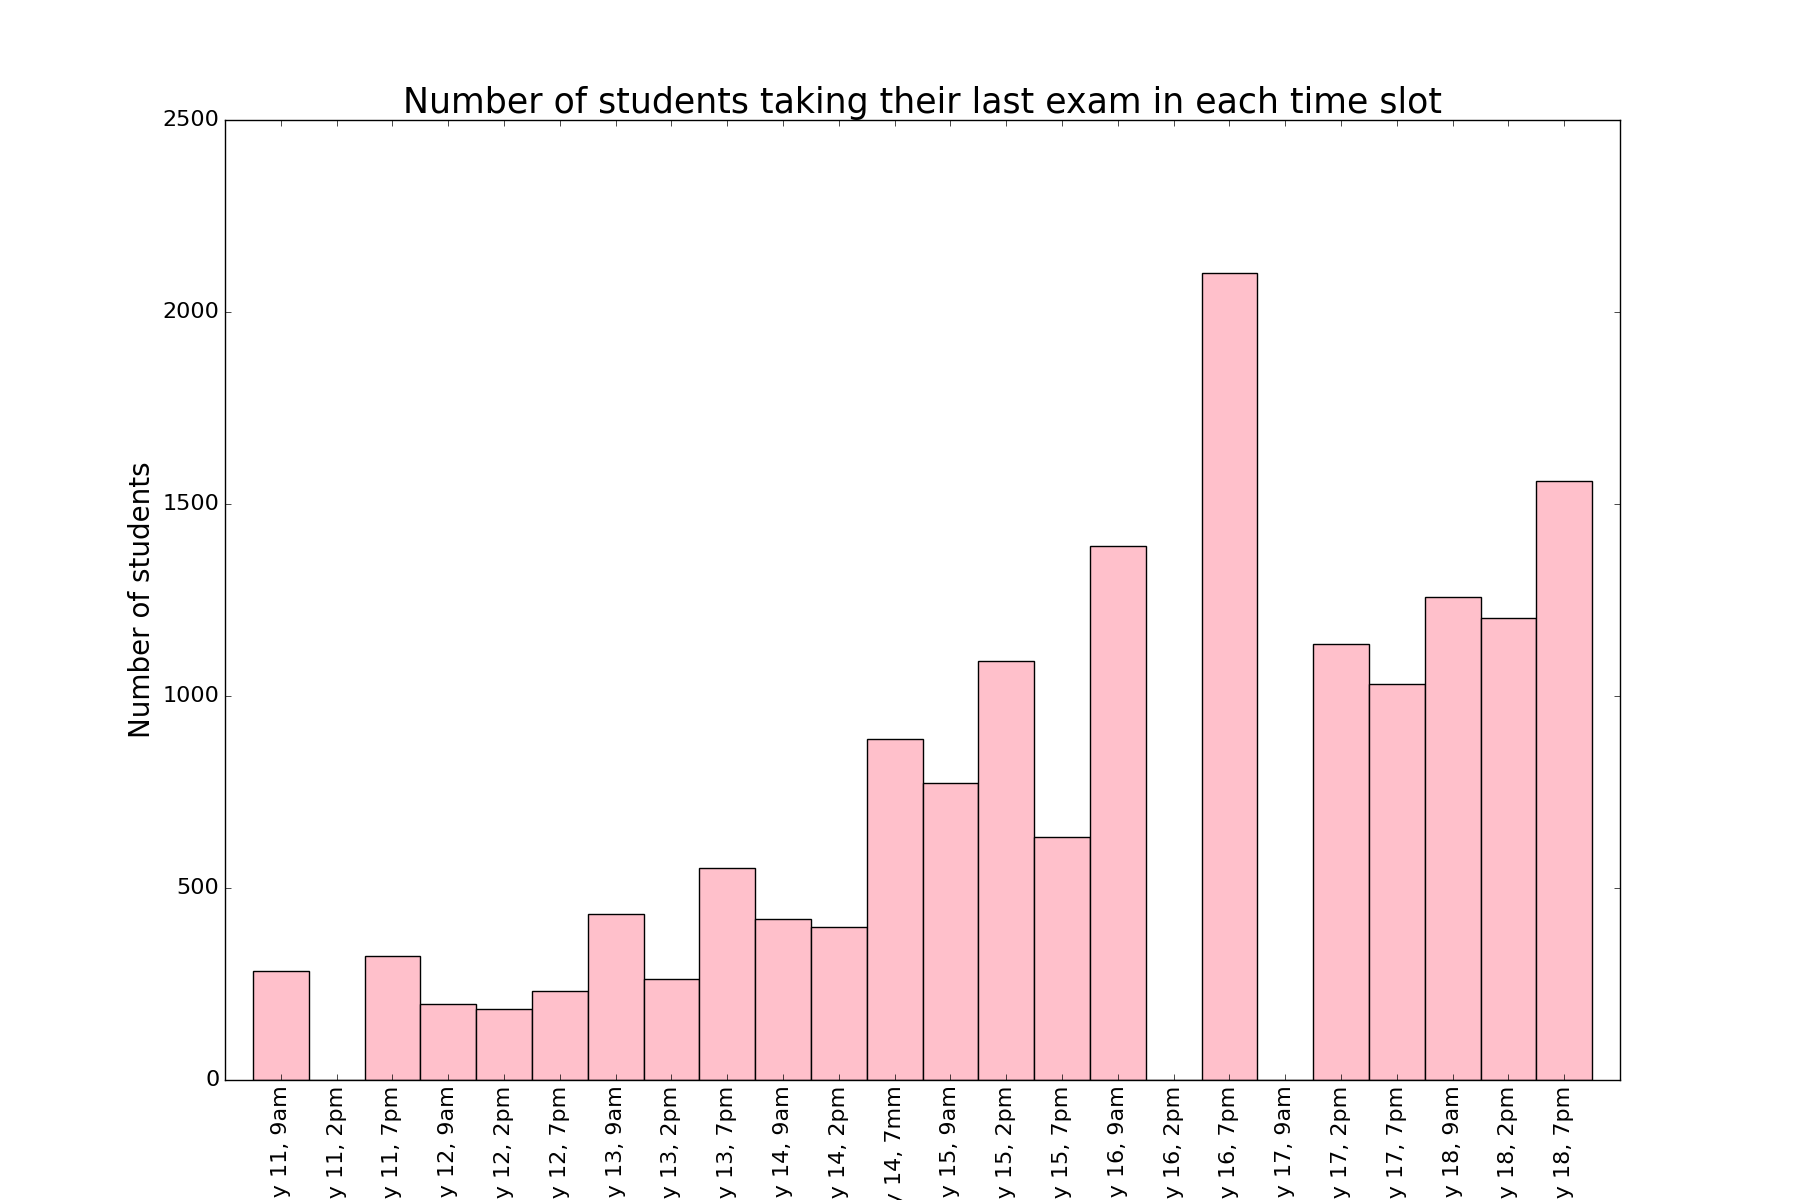 Number of students taking their last exam in each time slot
Number of students
2500
2000
1500
1000
500
0
y 11, 9am
y 11, 2pm
y 11, 7pm
y 12, 9am
y 12, 2pm
y 12, 7pm
y 13, 9am
y 13, 2pm
y 13, 7pm
y 14, 9am
y 14, 2pm
y 14, 7mm
y 15, 9am
y 15, 2pm
y 15, 7pm
y 16, 9am
y 16, 2pm
y 16, 7pm
y 17, 9am
y 17, 2pm
y 17, 7pm
y 18, 9am
y 18, 2pm
y 18, 7pm